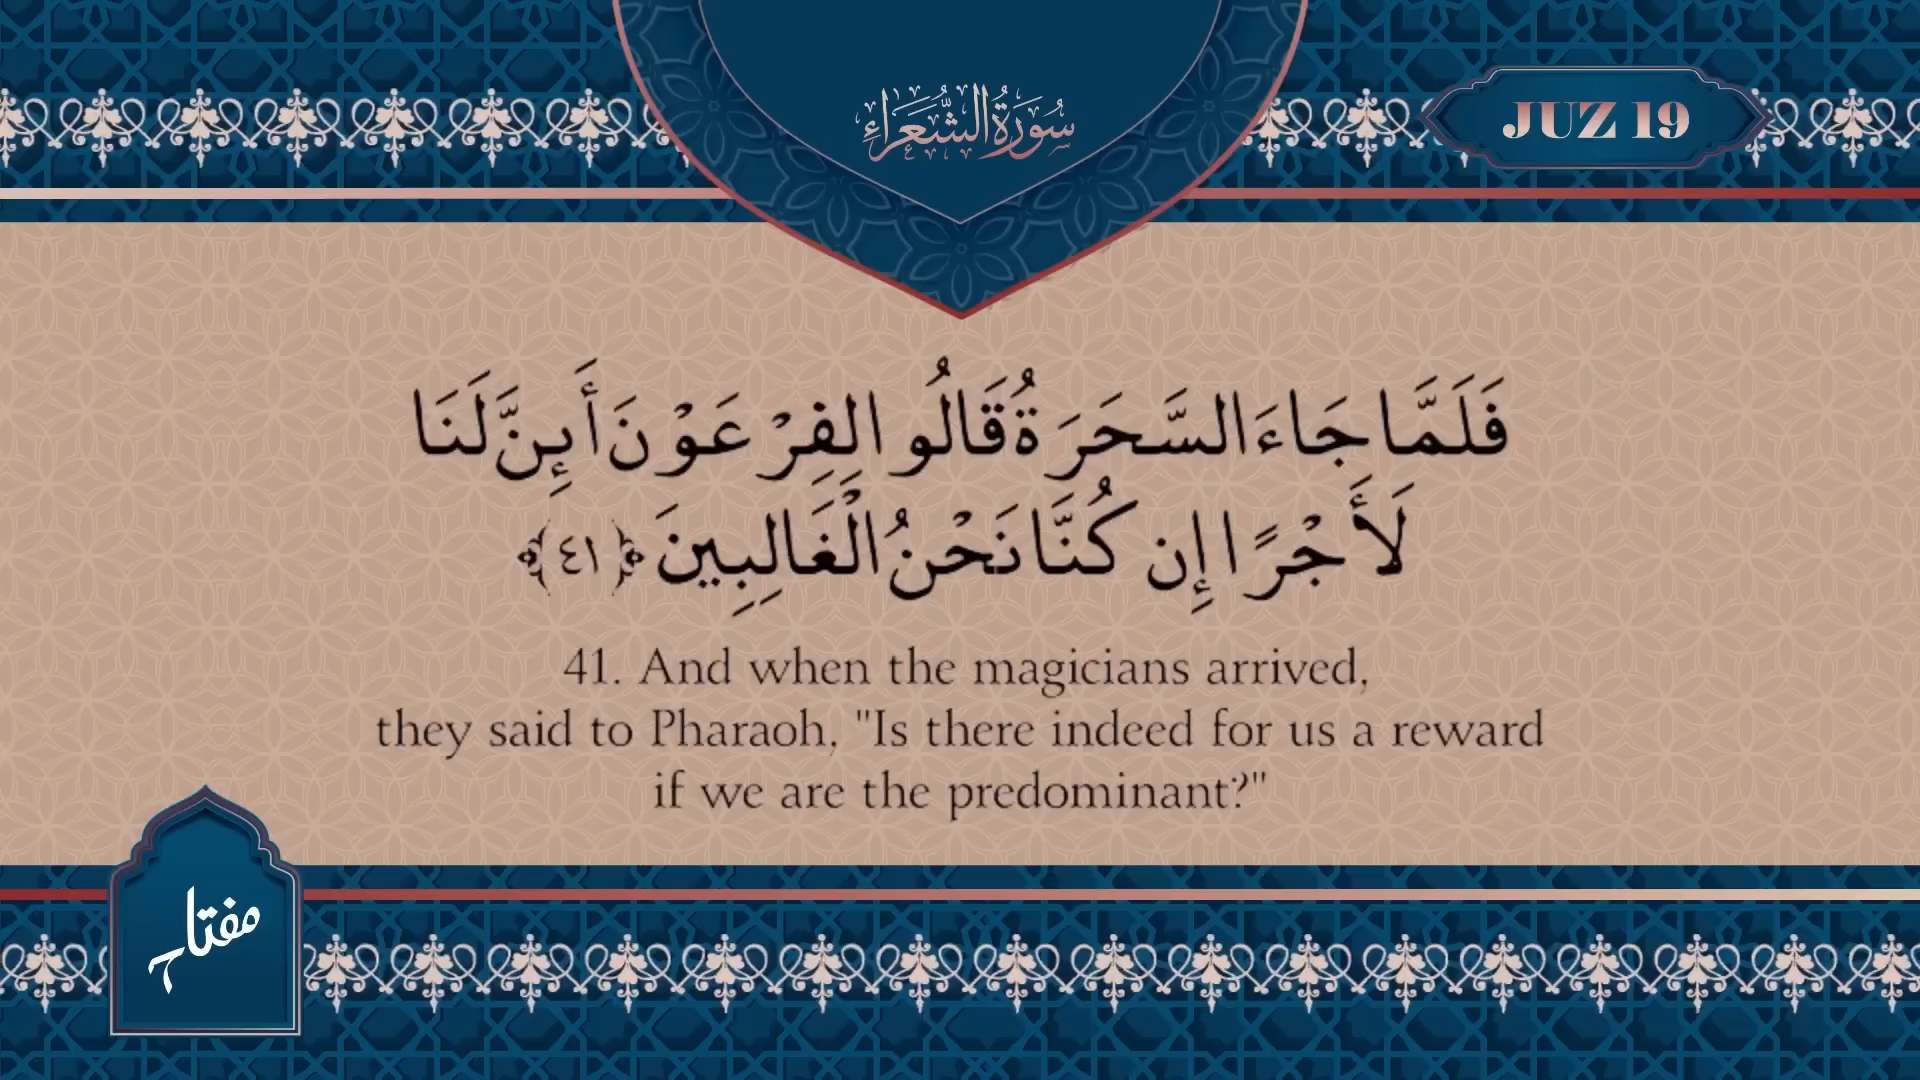 سُورَةُ الشُّعَرَاءِ
JUZ 19
فَلَمَّا جَاءَ السَّحَرَةُ قَالُوا لِفِرْعَوْنَ أَئِنَّ لَنَا
لَأَجْرًا إِن كُنَّا نَحْنُ الْغَالِبِينَ ﴿٤١﴾
41. And when the magicians arrived,
they said to Pharaoh, "Is there indeed for us a reward
if we are the predominant?"
مفتاح